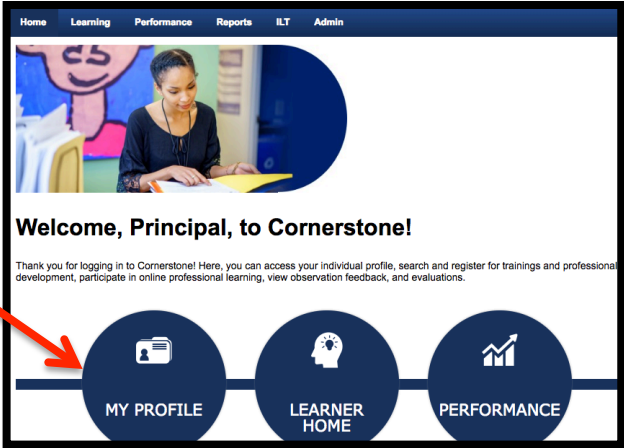 Home Learning Performance Reports ILT Admin
Welcome, Principal, to Cornerstone!
Thank you for logging in to Cornerstone! Here, you can access your individual profile, search and register for trainings and professional
development, participate in online professional learning, view observation feedback, and evaluations.
MY PROFILE
LEARNER
HOME
PERFORMANCE